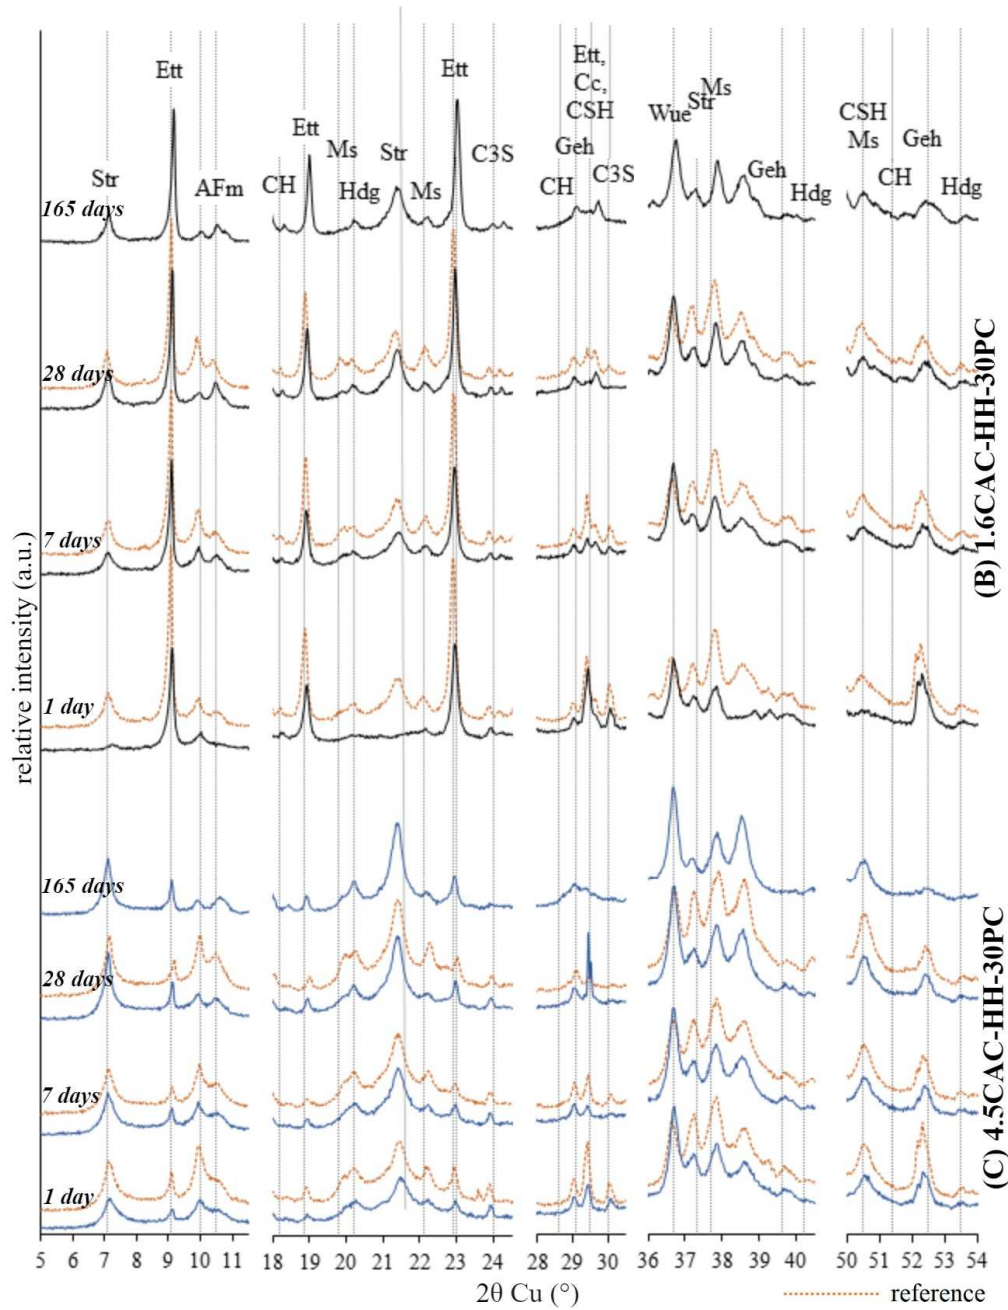 Ett
Ett
Ett,
Cc,
CSH
Ms
Str
Wue
CSH
Ms
Geh
Ett
Ms
Str
C3S
Geh
Str
AFm
CH
Hdg
Ms
CH
C3S
Geh
Hdg
CH
Hdg
165 days
28 days
7 days
1 day
(B) 1.6CAC-HH-30PC
relative intensity (a.u.)
165 days
28 days
7 days
1 day
(C) 4.5CAC-HH-30PC
5 6 7 8 9 10 11 18 19 20 21 22 23 24 28 29 30 36 37 38 39 40 50 51 52 53 54
2θ Cu (°)
reference